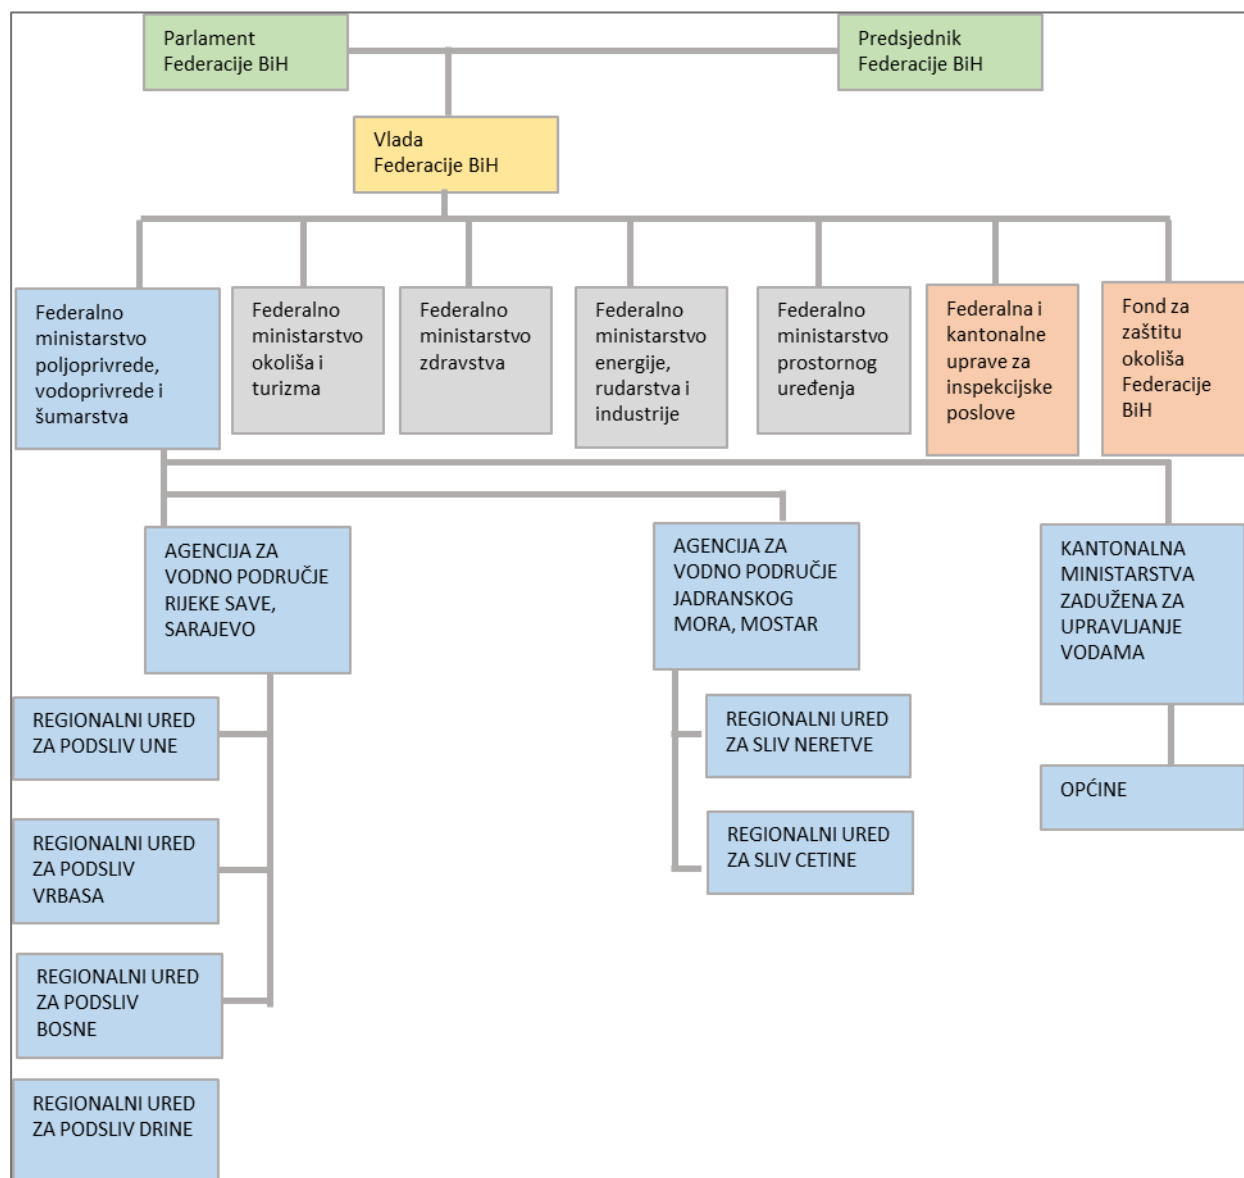 Parlament
Federacije BiH
Predsjednik
Federacije BiH
Vlada
Federacije BiH
Federalno
ministarstvo
poljoprivrede,
vodoprivrede i
šumarstva
Federalno
ministarstvo
okoliša i
turizma
Federalno
ministarstvo
zdravstva
Federalno
ministarstvo
energije,
rudarstva i
industrije
Federalno
ministarstvo
prostornog
uređenja
Federalna i
kantonalne
uprave za
inspekcijske
poslove
Fond za
zaštitu
okoliša
Federacije
BiH
AGENCIJA ZA
VODNO PODRUČJE
RIJEKE SAVE,
SARAJEVO
AGENCIJA ZA
VODNO PODRUČJE
JADRANSKOG
MORA, MOSTAR
KANTONALNA
MINISTARSTVA
ZADUŽENA ZA
UPRAVLJANJE
VODAMA
REGIONALNI URED
ZA PODSLIV UNE
REGIONALNI URED
ZA PODSLIV
VRBASA
REGIONALNI URED
ZA PODSLIV
BOSNE
REGIONALNI URED
ZA PODSLIV DRINE
REGIONALNI URED
ZA SLIV NERETVE
REGIONALNI URED
ZA SLIV CETINE
OPĆINE